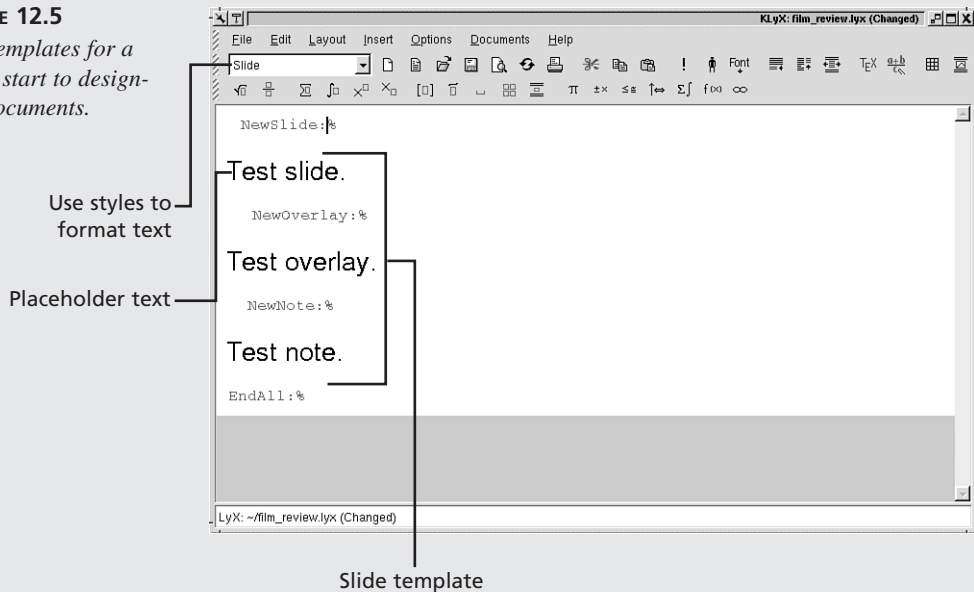 E 12.5
emplates for a
start to design-
ocuments.
KLyX: film_review.lyx (Changed)
File Edit Layout Insert Options Documents Help
Slide
! Font TEX a+b
π ±× ≤± Σ∫ f(x) ∞
NewSlide:%
Test slide.
Use styles to
format text
NewOverlay:%
Test overlay.
Placeholder text
NewNote:%
Test note.
EndAll:%
LyX: ~/film_review.lyx (Changed)
Slide template